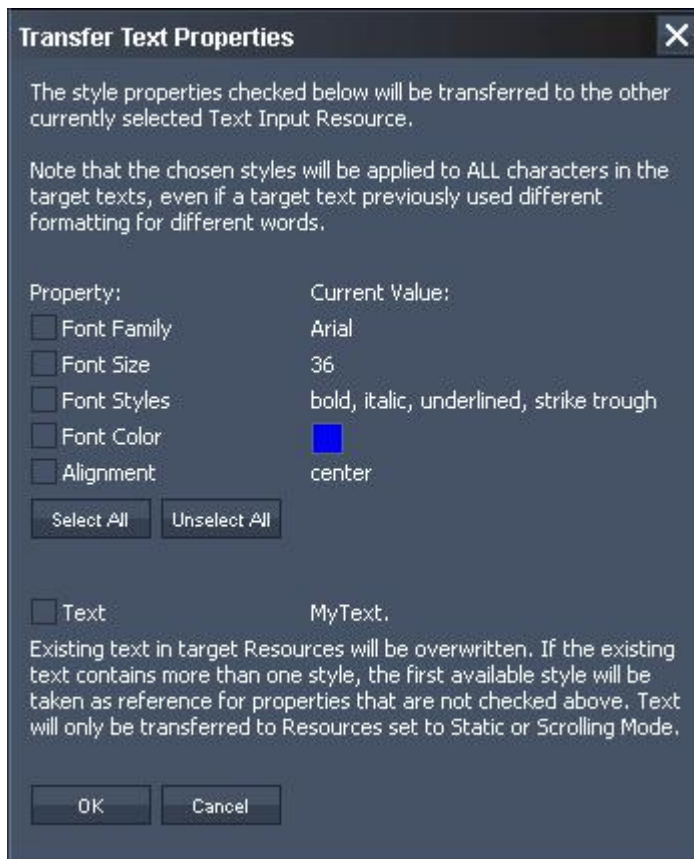 Transfer Text Properties
The style properties checked below will be transferred to the other
currently selected Text Input Resource.
Note that the chosen styles will be applied to ALL characters in the
target texts, even if a target text previously used different
formatting for different words.
Property: Current Value:
Font Family Arial
Font Size 36
Font Styles bold, italic, underlined, strike trough
Font Color
Alignment center
Select All Unselect All
Text MyText.
Existing text in target Resources will be overwritten. If the existing
text contains more than one style, the first available style will be
taken as reference for properties that are not checked above. Text
will only be transferred to Resources set to Static or Scrolling Mode.
OK Cancel